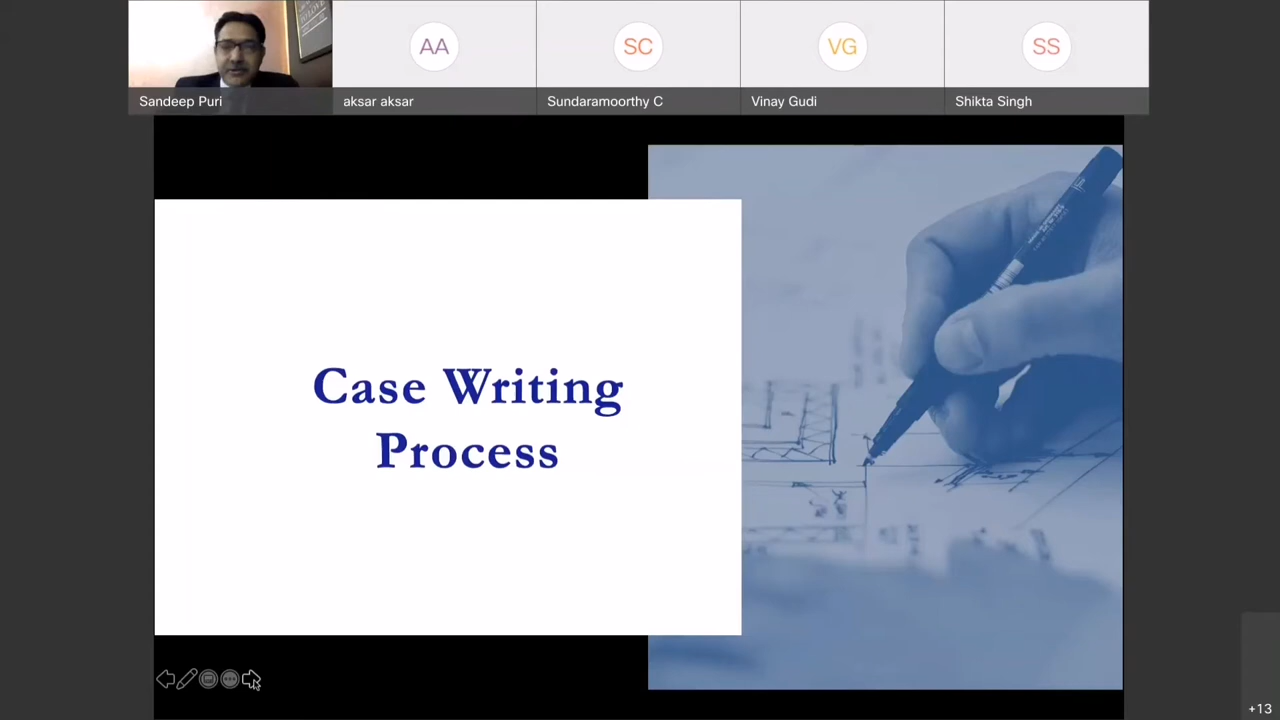 AA
SC
VG
SS
Sandeep Puri
aksar aksar
Sundaramoorthy C
Vinay Gudi
Shikta Singh
Case Writing
Process
+13